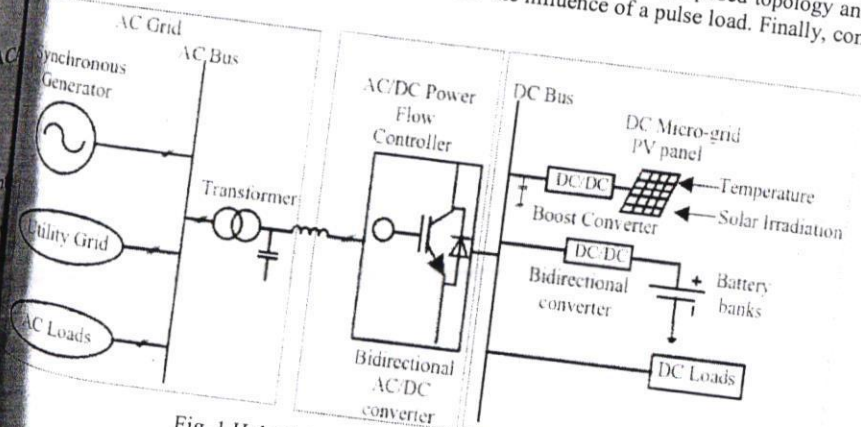 topology an
influence of a pulse load. Finally, con
AC Grid
Synchronous
Generator
AC Bus
Utility Grid
AC Loads
Transformer
AC/DC Power
Flow
Controller
Bidirectional
AC/DC
converter
DC Bus
DC Micro-grid
PV panel
DC/DC
Boost Converter
Temperature
Solar Irradiation
DC/DC
Bidirectional
converter
+
Battery
banks
DC Loads
Fig. 1